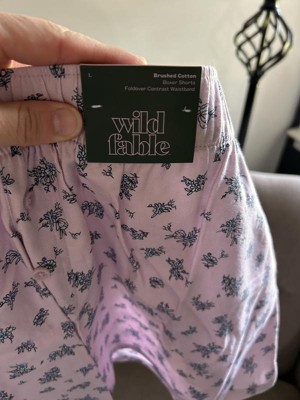 L
Brushed Cotton
Boxer Shorts
Foldover Contrast Waistband
wild
fable